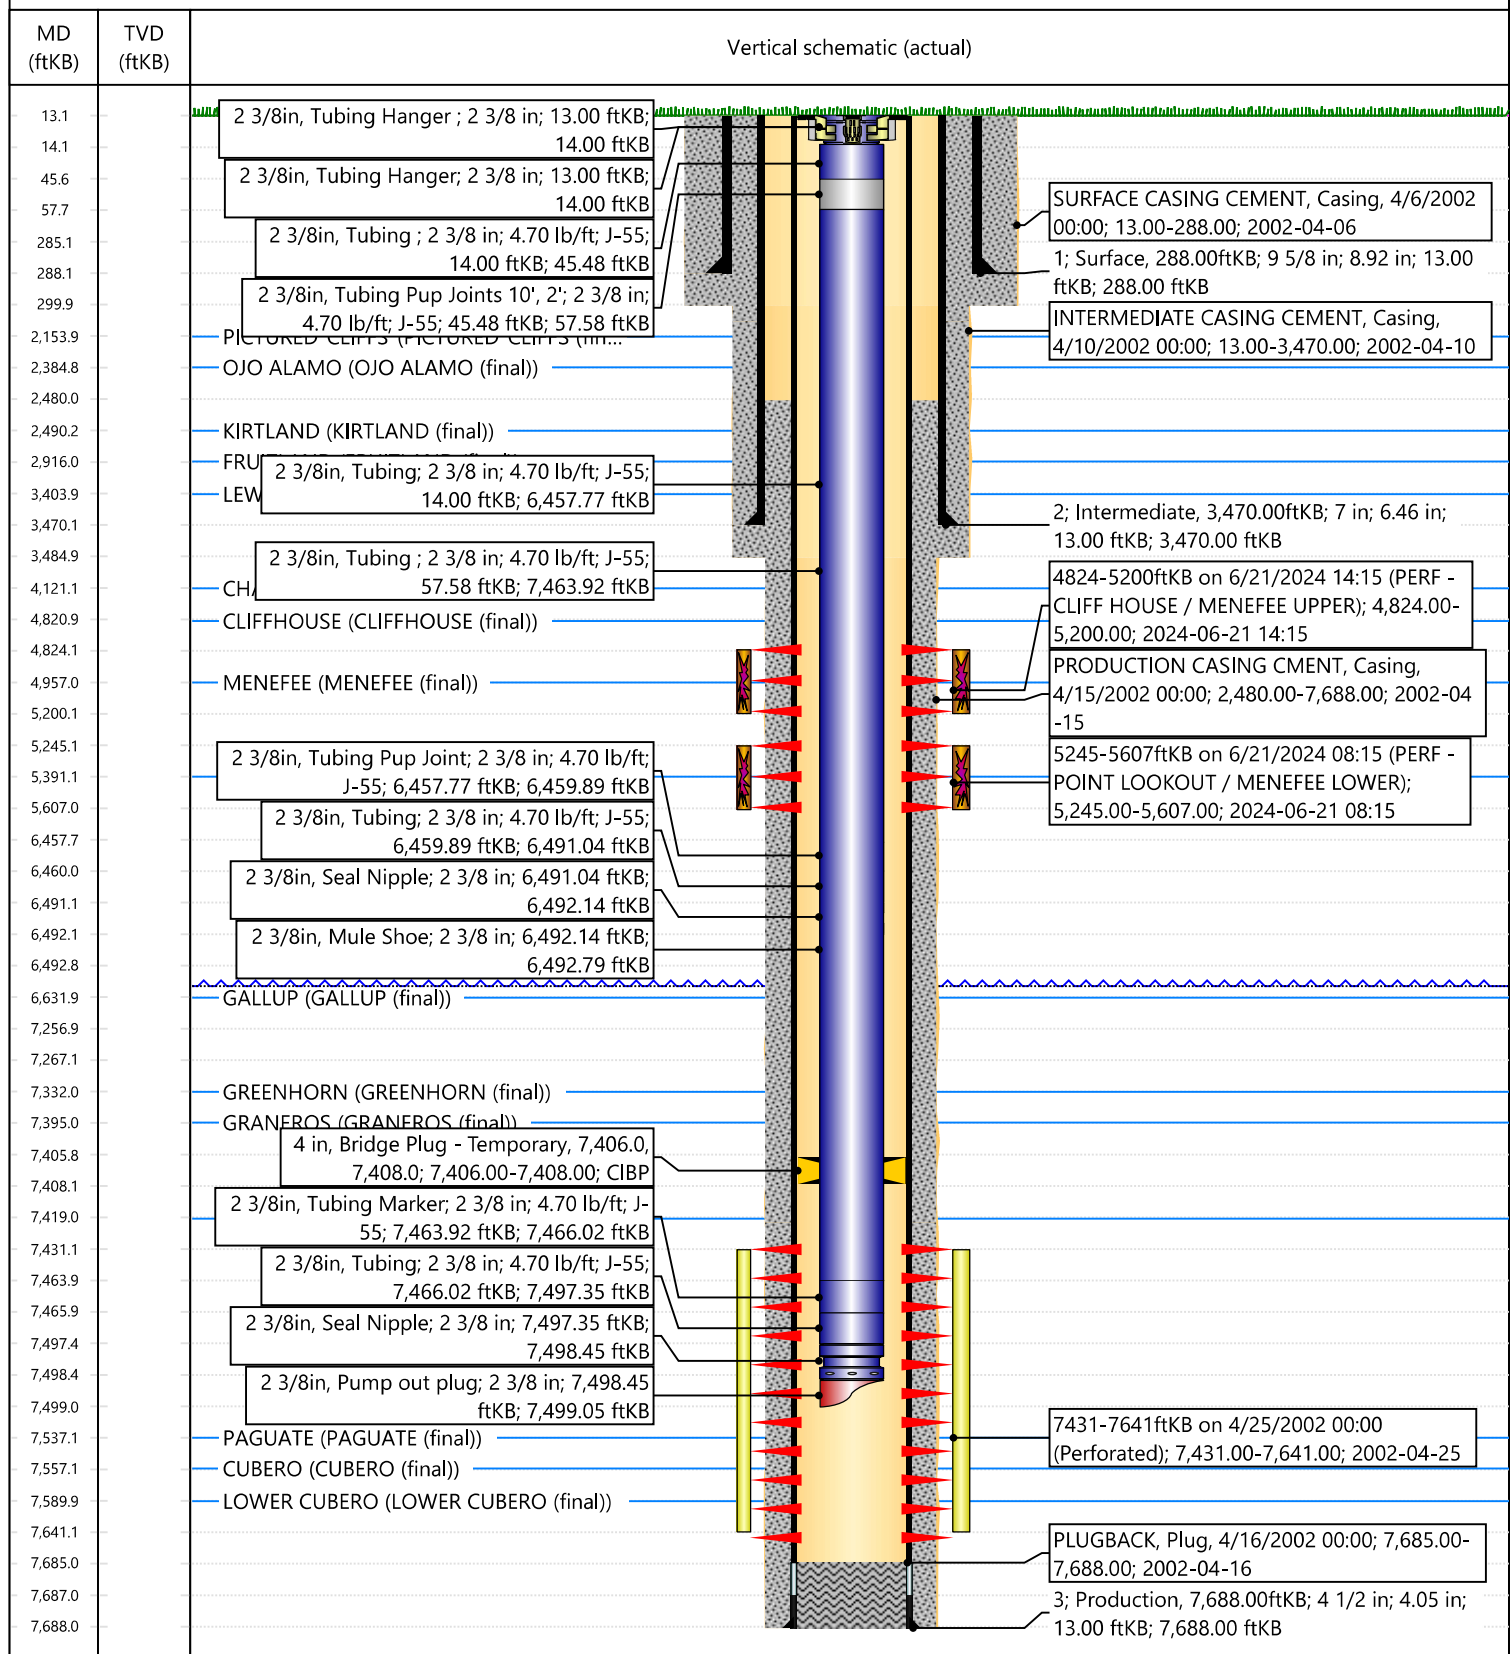 MD
(ftKB)
TVD
(ftKB)
Vertical schematic (actual)
13.1
14.1
45.6
57.7
285.1
288.1
299.9
2,153.9
2,384.8
2,480.0
2,490.2
2,916.0
3,403.9
3,470.1
3,484.9
4,121.1
4,820.9
4,824.1
4,957.0
5,200.1
5,245.1
5,391.1
5,607.0
6,457.7
6,460.0
6,491.1
6,492.1
6,492.8
6,631.9
7,256.9
7,267.1
7,332.0
7,395.0
7,405.8
7,408.1
7,419.0
7,431.1
7,463.9
7,465.9
7,497.4
7,498.4
7,499.0
7,537.1
7,557.1
7,589.9
7,641.1
7,685.0
7,687.0
7,688.0
2 3/8in, Tubing Hanger ; 2 3/8 in; 13.00 ftKB;
14.00 ftKB
2 3/8in, Tubing Hanger; 2 3/8 in; 13.00 ftKB;
14.00 ftKB
2 3/8in, Tubing ; 2 3/8 in; 4.70 lb/ft; J-55;
14.00 ftKB; 45.48 ftKB
2 3/8in, Tubing Pup Joints 10', 2'; 2 3/8 in;
4.70 lb/ft; J-55; 45.48 ftKB; 57.58 ftKB
PICTURED CLIFFS (PICTURED CLIFFS (fin...
OJO ALAMO (OJO ALAMO (final))
KIRTLAND (KIRTLAND (final))
FRUITLAND (FRUITLAND (final))
2 3/8in, Tubing; 2 3/8 in; 4.70 lb/ft; J-55;
14.00 ftKB; 6,457.77 ftKB
LEW
2 3/8in, Tubing ; 2 3/8 in; 4.70 lb/ft; J-55;
57.58 ftKB; 7,463.92 ftKB
CHA
CLIFFHOUSE (CLIFFHOUSE (final))
MENEFEE (MENEFEE (final))
2 3/8in, Tubing Pup Joint; 2 3/8 in; 4.70 lb/ft;
J-55; 6,457.77 ftKB; 6,459.89 ftKB
2 3/8in, Tubing; 2 3/8 in; 4.70 lb/ft; J-55;
6,459.89 ftKB; 6,491.04 ftKB
2 3/8in, Seal Nipple; 2 3/8 in; 6,491.04 ftKB;
6,492.14 ftKB
2 3/8in, Mule Shoe; 2 3/8 in; 6,492.14 ftKB;
6,492.79 ftKB
GALLUP (GALLUP (final))
GREENHORN (GREENHORN (final))
GRANEROS (GRANEROS (final))
4 in, Bridge Plug - Temporary, 7,406.0,
7,408.0; 7,406.00-7,408.00; CIBP
2 3/8in, Tubing Marker; 2 3/8 in; 4.70 lb/ft; J-
55; 7,463.92 ftKB; 7,466.02 ftKB
2 3/8in, Tubing; 2 3/8 in; 4.70 lb/ft; J-55;
7,466.02 ftKB; 7,497.35 ftKB
2 3/8in, Seal Nipple; 2 3/8 in; 7,497.35 ftKB;
7,498.45 ftKB
2 3/8in, Pump out plug; 2 3/8 in; 7,498.45
ftKB; 7,499.05 ftKB
PAGUATE (PAGUATE (final))
CUBERO (CUBERO (final))
LOWER CUBERO (LOWER CUBERO (final))
SURFACE CASING CEMENT, Casing, 4/6/2002
00:00; 13.00-288.00; 2002-04-06
1; Surface, 288.00ftKB; 9 5/8 in; 8.92 in; 13.00
ftKB; 288.00 ftKB
INTERMEDIATE CASING CEMENT, Casing,
4/10/2002 00:00; 13.00-3,470.00; 2002-04-10
2; Intermediate, 3,470.00ftKB; 7 in; 6.46 in;
13.00 ftKB; 3,470.00 ftKB
4824-5200ftKB on 6/21/2024 14:15 (PERF -
CLIFF HOUSE / MENEFEE UPPER); 4,824.00-
5,200.00; 2024-06-21 14:15
PRODUCTION CASING CMENT, Casing,
4/15/2002 00:00; 2,480.00-7,688.00; 2002-04
-15
5245-5607ftKB on 6/21/2024 08:15 (PERF -
POINT LOOKOUT / MENEFEE LOWER);
5,245.00-5,607.00; 2024-06-21 08:15
7431-7641ftKB on 4/25/2002 00:00
(Perforated); 7,431.00-7,641.00; 2002-04-25
PLUGBACK, Plug, 4/16/2002 00:00; 7,685.00-
7,688.00; 2002-04-16
3; Production, 7,688.00ftKB; 4 1/2 in; 4.05 in;
13.00 ftKB; 7,688.00 ftKB